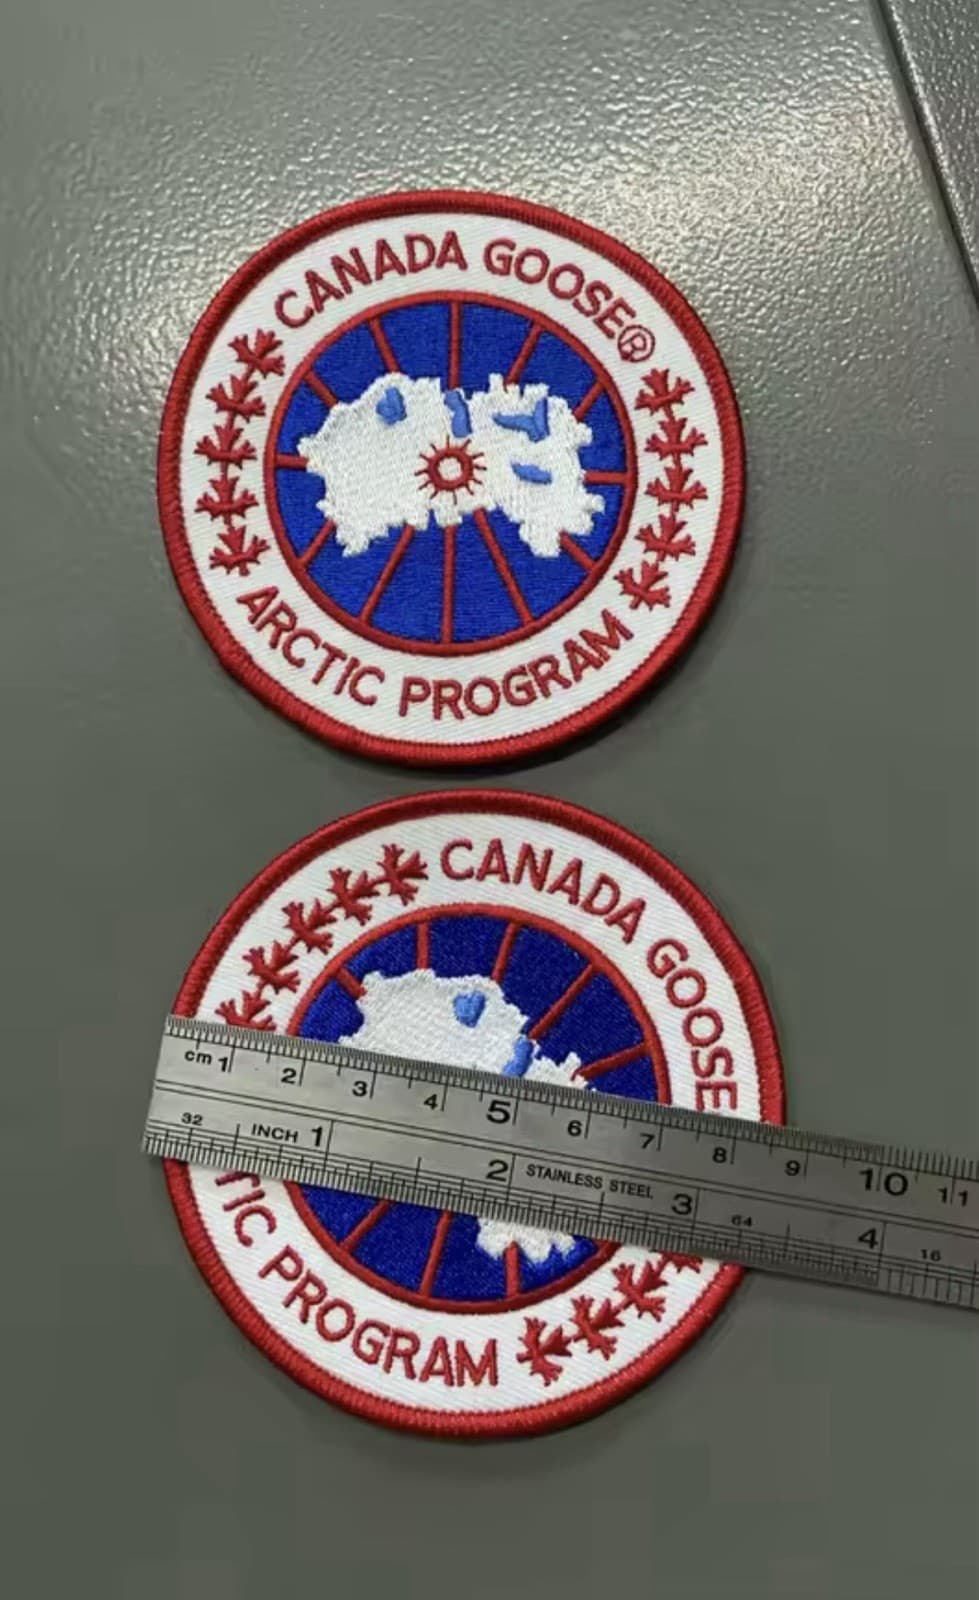 CANADA GOOSE®
ARCTIC PROGRAM
CANADA GOOSE
TIC PROGRAM
cm 1 2 3 4 5 6 7 8 9 10 11
32 INCH 1 2 STAINLESS STEEL 3 64 4 16